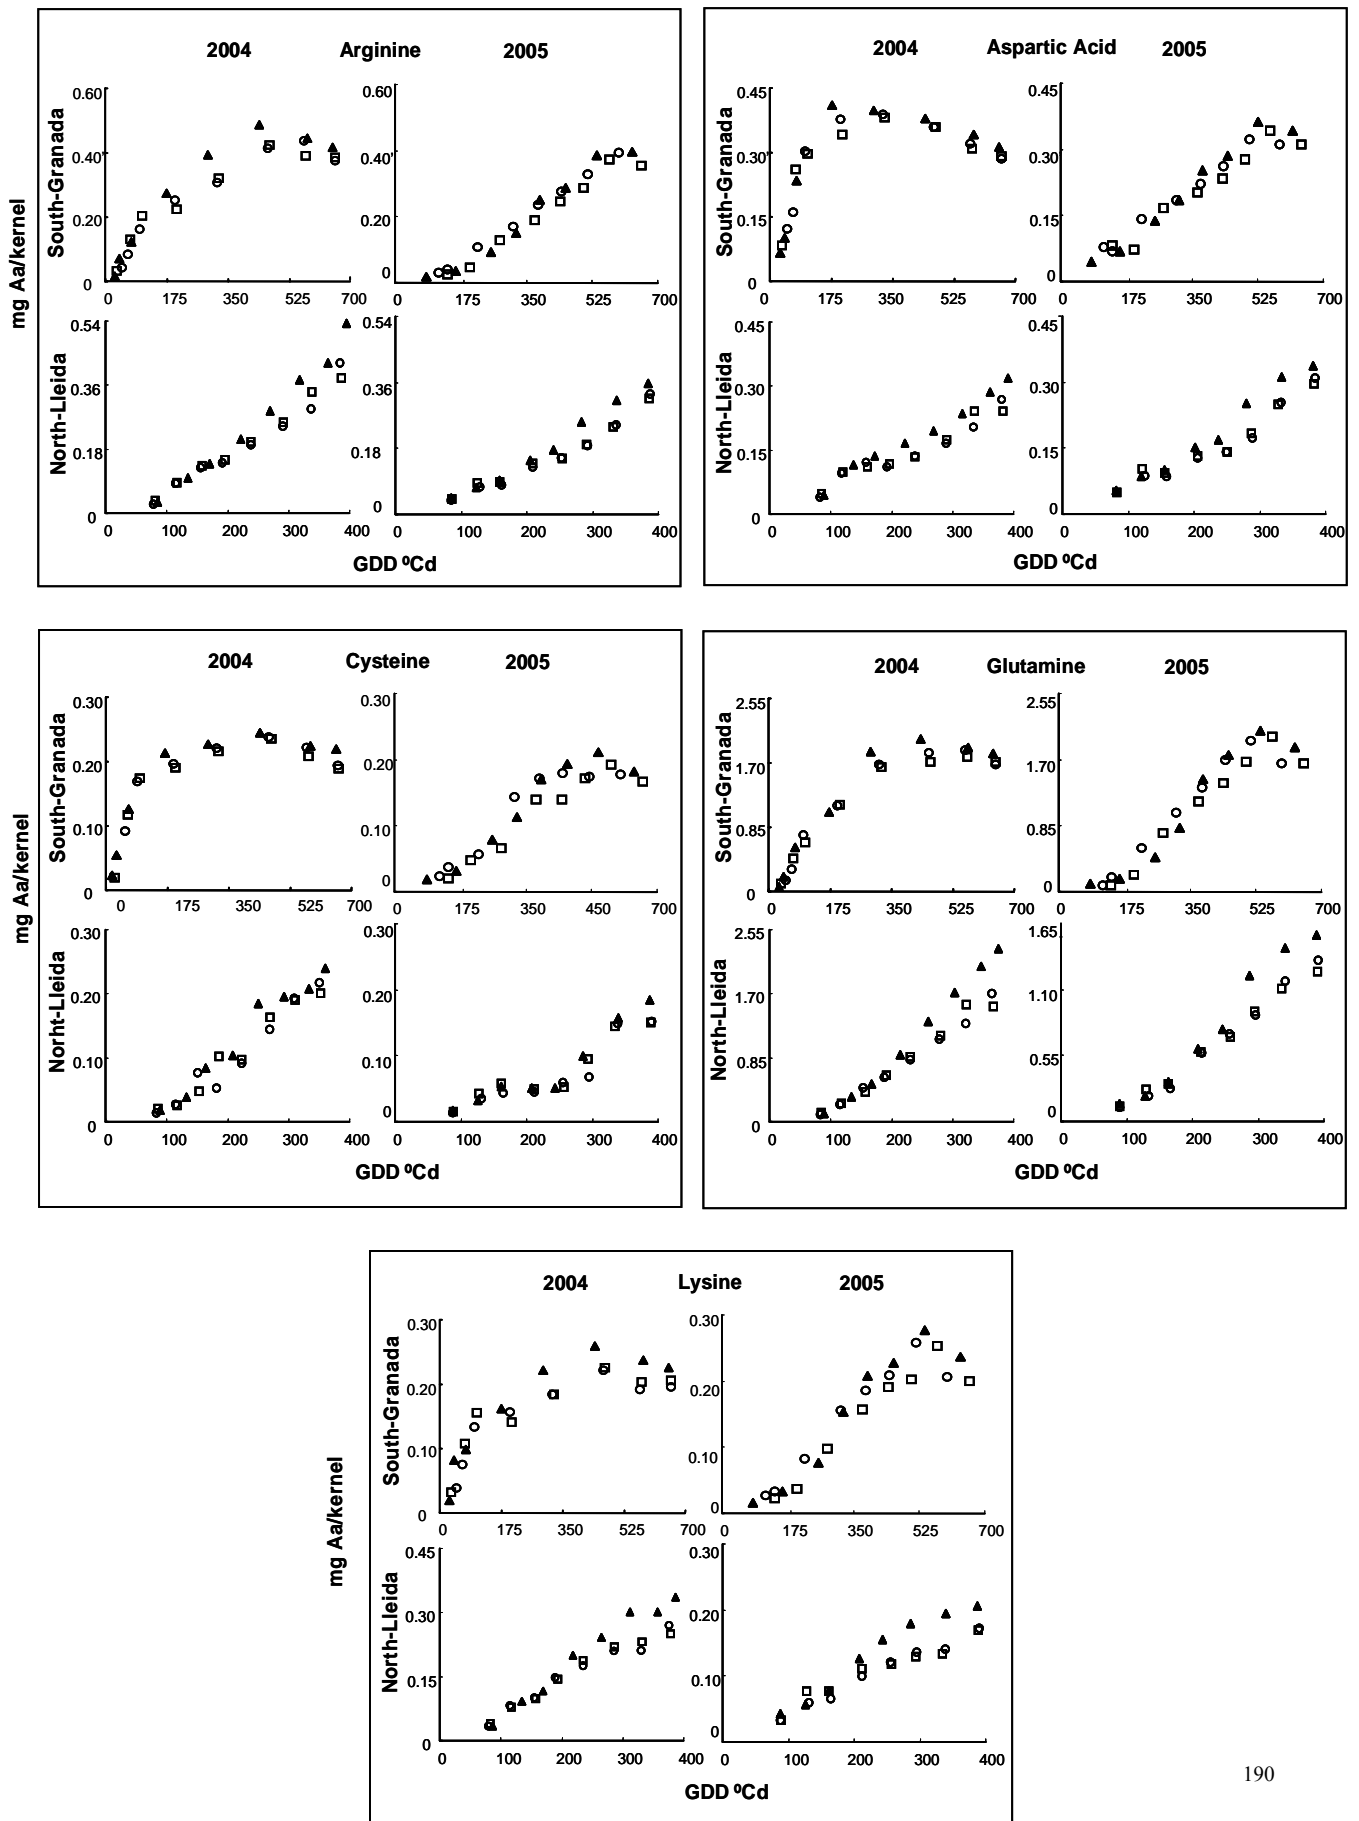 2004 Arginine 2005
0.60 0.60
0.40 0.40
0.20 0.20
0 0
0 175 350 525 700 0 175 350 525 700
South-Granada
mg Aa/kernel
0.54 0.54
0.36 0.36
0.18 0.18
0 0
0 100 200 300 400 0 100 200 300 400
North-Lleida
GDD ºCd
2004 Aspartic Acid 2005
0.45 0.45
0.30 0.30
0.15 0.15
0 0
0 175 350 525 700 0 175 350 525 700
South-Granada
0.45 0.45
0.30 0.30
0.15 0.15
0 0
0 100 200 300 400 0 100 200 300 400
North-Lleida
GDD ºCd
2004 Cysteine 2005
0.30 0.30
0.20 0.20
0.10 0.10
0 0
0 175 350 525 700 0 175 350 450 700
South-Granada
mg Aa/kernel
0.30 0.30
0.20 0.20
0.10 0.10
0 0
0 100 200 300 400 0 100 200 300 400
Norht-Lleida
GDD ºCd
2004 Glutamine 2005
2.55 2.55
1.70 1.70
0.85 0.85
0 0
0 175 350 525 700 0 175 350 525 700
South-Granada
2.55 1.65
1.70 1.10
0.85 0.55
0 0
0 100 200 300 400 0 100 200 300 400
North-Lleida
GDD ºCd
2004 Lysine 2005
0.30 0.30
0.20 0.20
0.10 0.10
0 0
0 175 350 525 700 0 175 350 525 700
South-Granada
mg Aa/kernel
0.45 0.30
0.30 0.20
0.15 0.10
0 0
0 100 200 300 400 0 100 200 300 400
North-Lleida
GDD ºCd
190